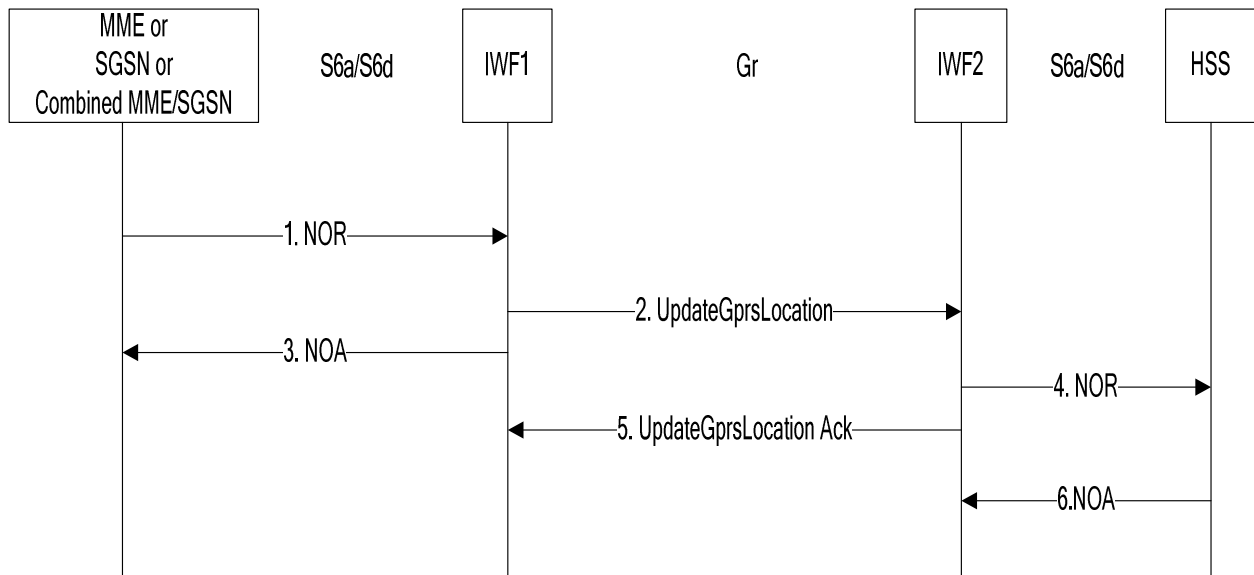 MME or
SGSN or
Combined MME/SGSN
S6a/S6d
IWF1
Gr
IWF2
S6a/S6d
HSS
1. NOR
2. UpdateGprsLocation
3. NOA
4. NOR
5. UpdateGprsLocation Ack
6.NOA